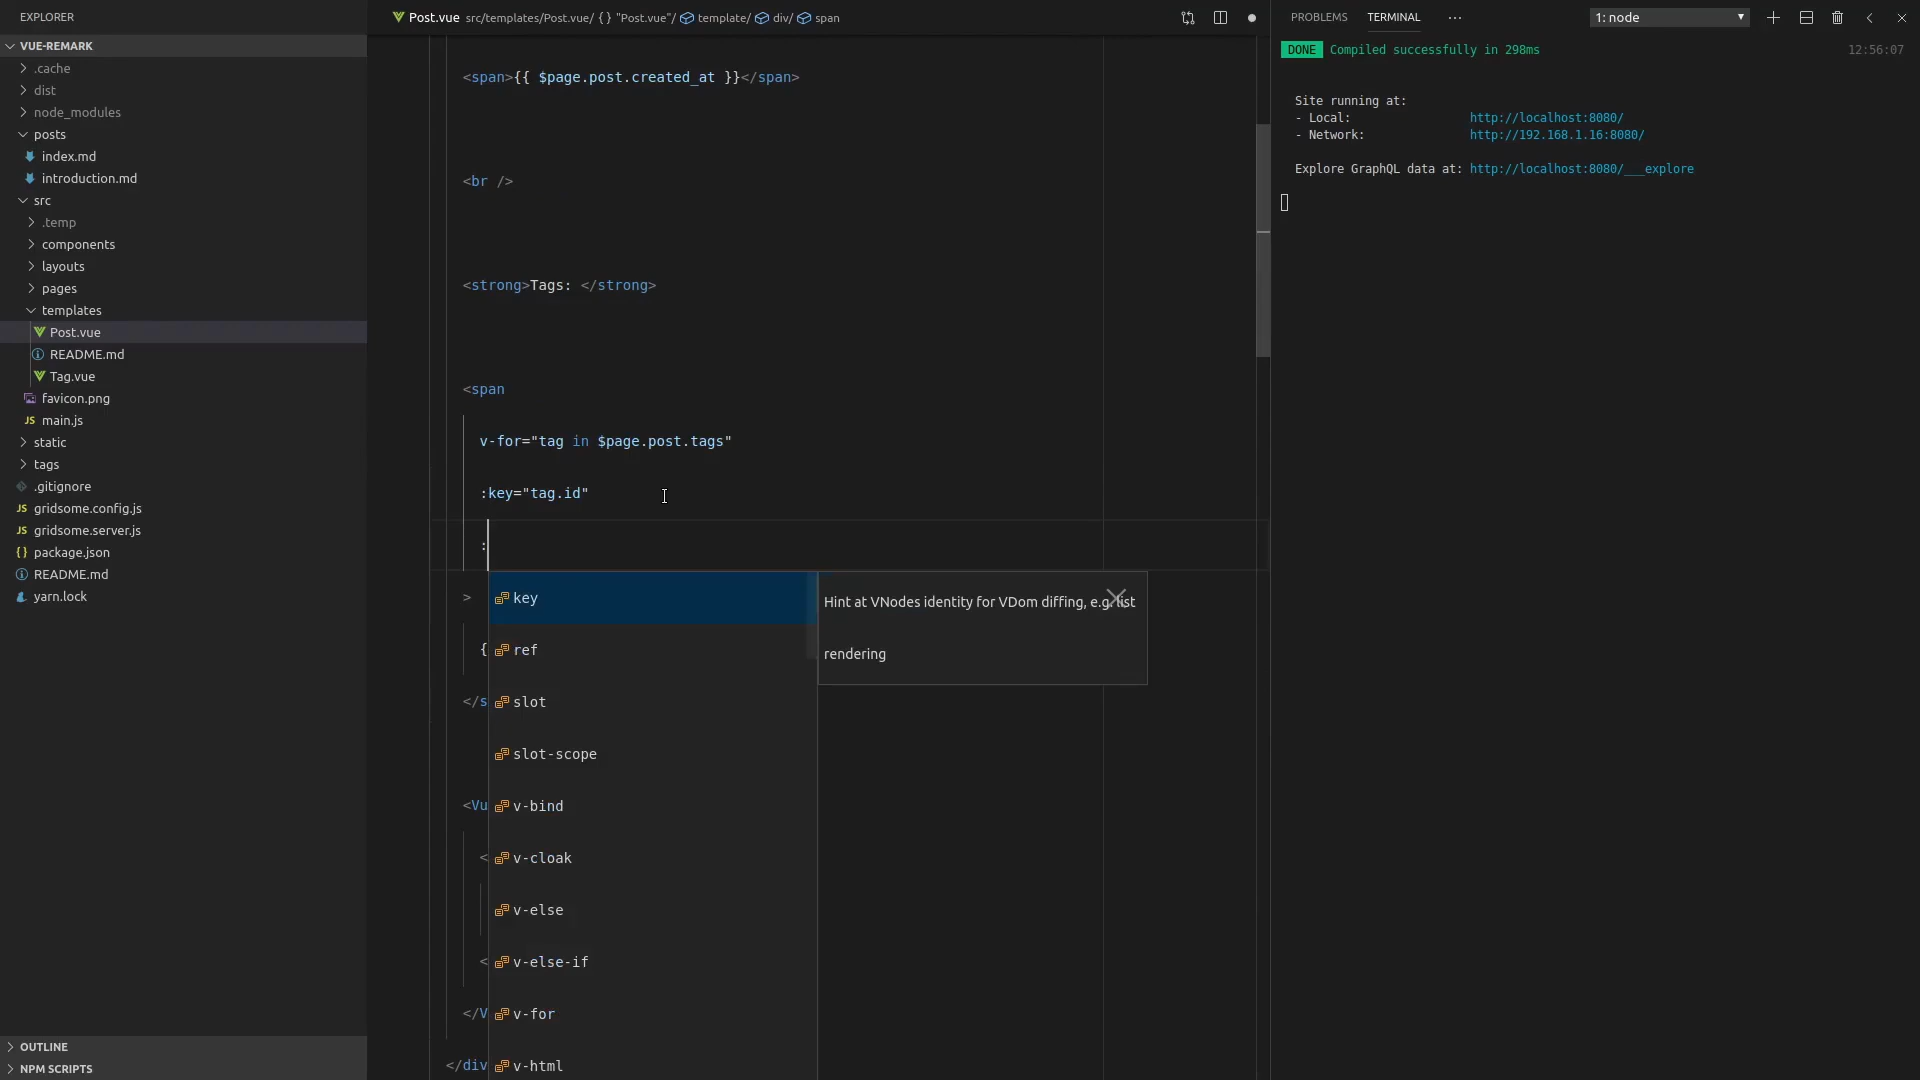 EXPLORER
VUE-REMARK
.cache
dist
node_modules
posts
index.md
introduction.md
src
.temp
components
layouts
pages
templates
Post.vue
README.md
Tag.vue
favicon.png
JS main.js
static
tags
.gitignore
JS gridsome.config.js
JS gridsome.server.js
{} package.json
README.md
yarn.lock
OUTLINE
NPM SCRIPTS
Post.vue src/templates/Post.vue/ {} "Post.vue"/ template/ div/ span
<span>{{ $page.post.created_at }}</span>
<br />
<strong>Tags: </strong>
<span
v-for="tag in $page.post.tags"
:key="tag.id"
:
>
{
</s
<Vu
<
<
</V
</div
key
ref
slot
slot-scope
v-bind
v-cloak
v-else
v-else-if
v-for
v-html
Hint at VNodes identity for VDom diffing, e.g. list
rendering
PROBLEMS TERMINAL ... 1: node
DONE Compiled successfully in 298ms 12:56:07
Site running at:
- Local: http://localhost:8080/
- Network: http://192.168.1.16:8080/
Explore GraphQL data at: http://localhost:8080/___explore